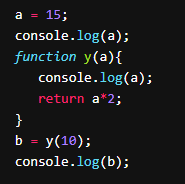 a = 15;
console.log(a);
function y(a){
   console.log(a);
   return a*2;
}
b = y(10);
console.log(b);